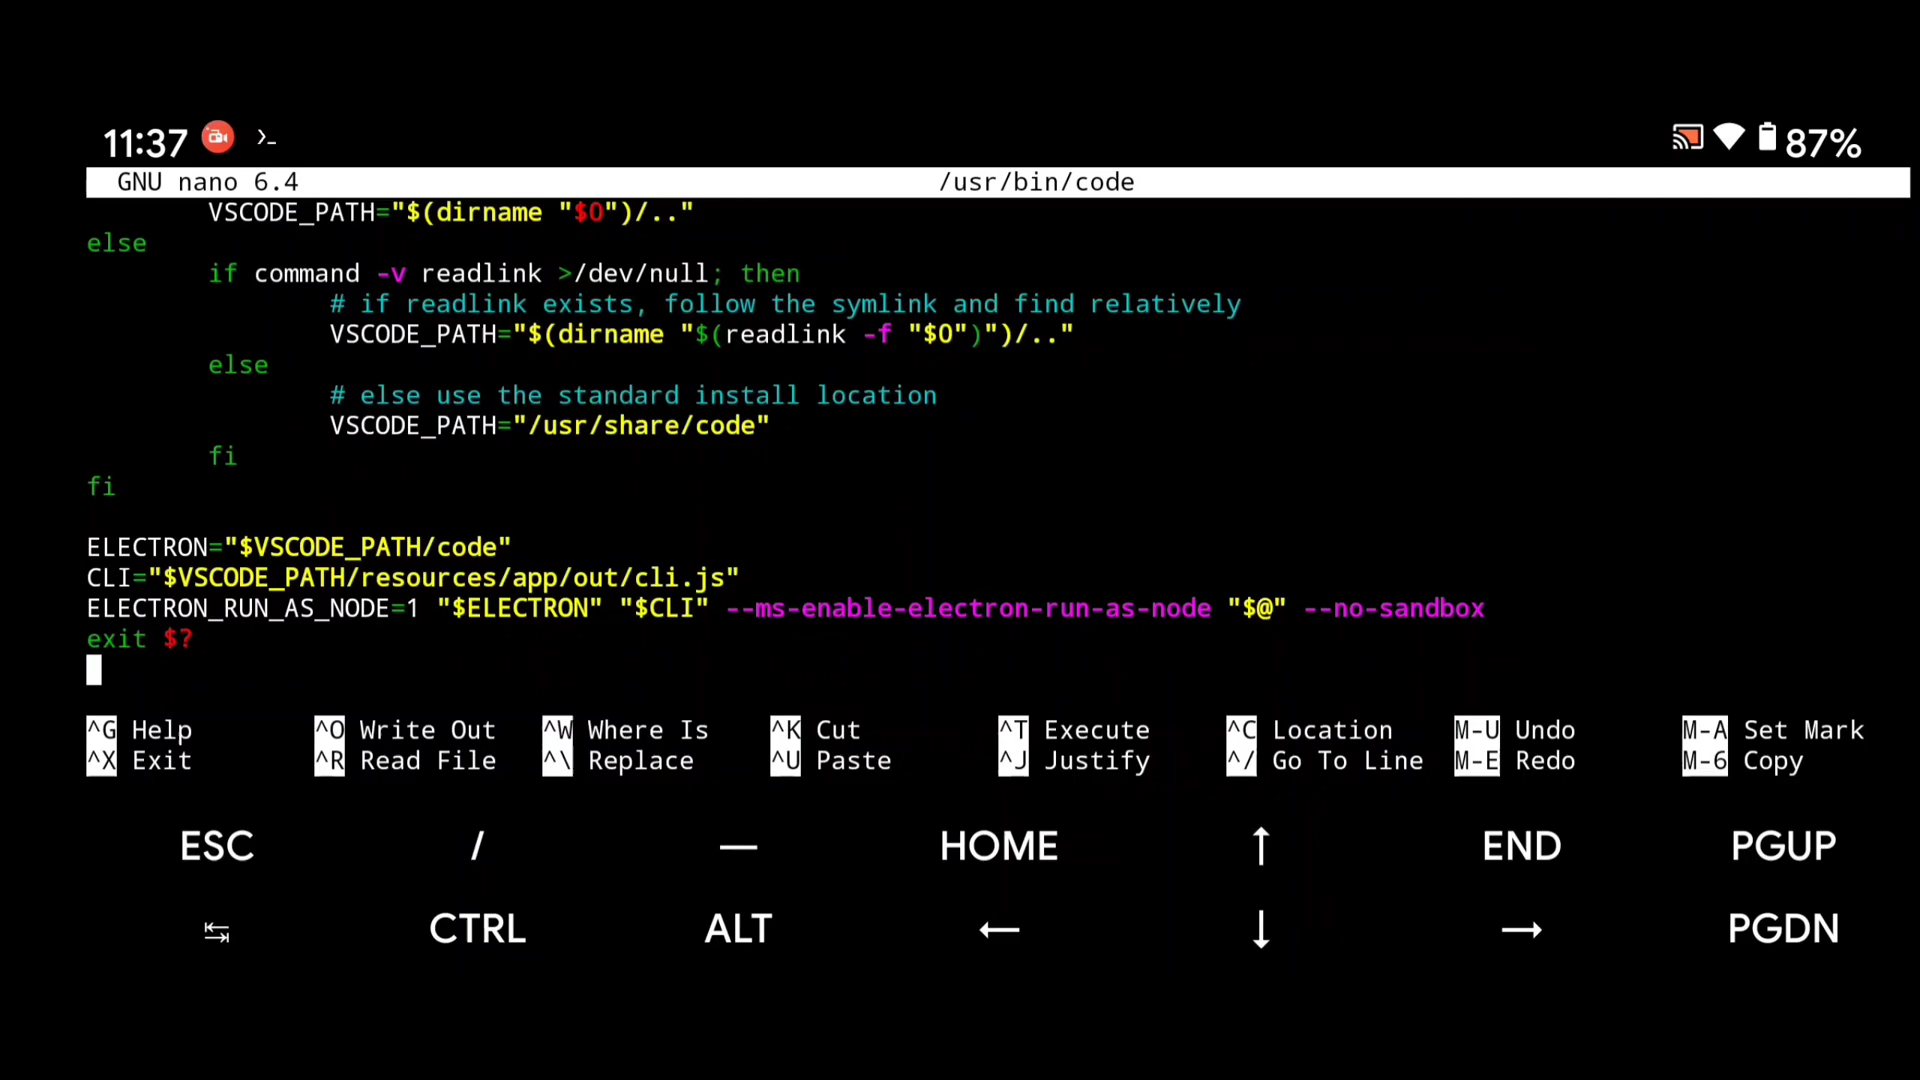 11:37 87%
GNU nano 6.4 /usr/bin/code
VSCODE_PATH="$(dirname "$0")/.."
else
if command -v readlink >/dev/null; then
# if readlink exists, follow the symlink and find relatively
VSCODE_PATH="$(dirname "$(readlink -f "$0")")/.."
else
# else use the standard install location
VSCODE_PATH="/usr/share/code"
fi
fi
ELECTRON="$VSCODE_PATH/code"
CLI="$VSCODE_PATH/resources/app/out/cli.js"
ELECTRON_RUN_AS_NODE=1 "$ELECTRON" "$CLI" --ms-enable-electron-run-as-node "$@" --no-sandbox
exit $?
^G Help ^O Write Out ^W Where Is ^K Cut ^T Execute ^C Location M-U Undo M-A Set Mark
^X Exit ^R Read File ^\ Replace ^U Paste ^J Justify ^/ Go To Line M-E Redo M-6 Copy
ESC / — HOME ↑ END PGUP
↹ CTRL ALT ← ↓ → PGDN